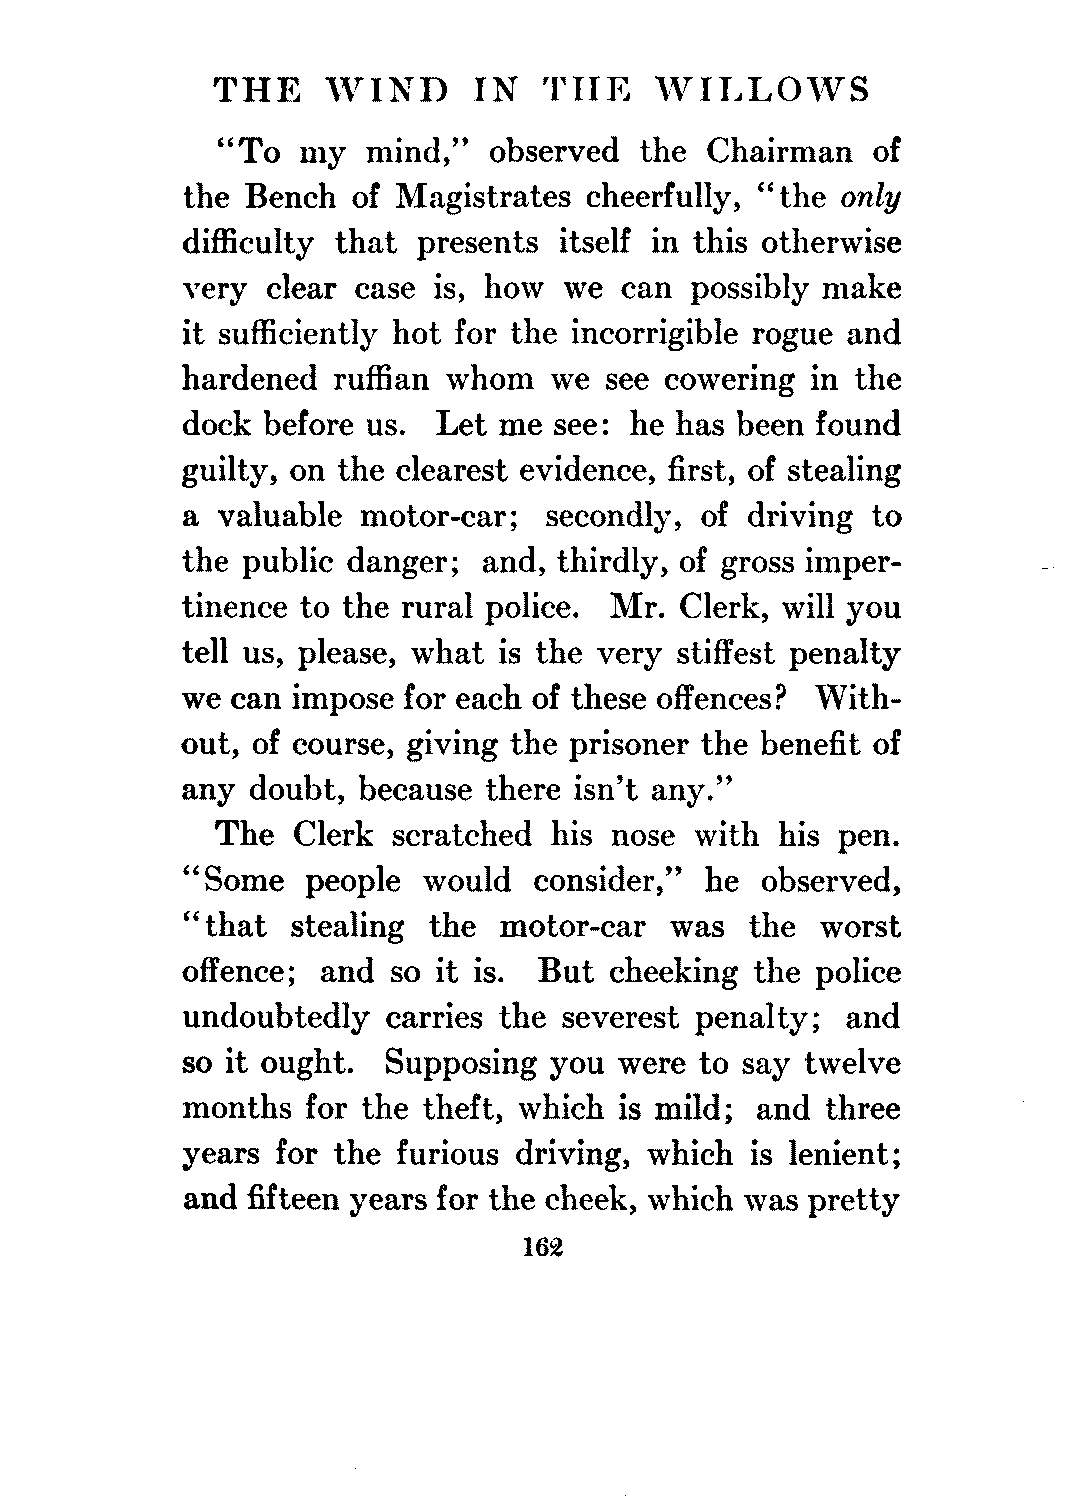 THE WIND IN THE WILLOWS
“To my mind,” observed the Chairman of
the Bench of Magistrates cheerfully, “the only
difficulty that presents itself in this otherwise
very clear case is, how we can possibly make
it sufficiently hot for the incorrigible rogue and
hardened ruffian whom we see cowering in the
dock before us. Let me see: he has been found
guilty, on the clearest evidence, first, of stealing
a valuable motor-car; secondly, of driving to
the public danger; and, thirdly, of gross imper-
tinence to the rural police. Mr. Clerk, will you
tell us, please, what is the very stiffest penalty
we can impose for each of these offences? With-
out, of course, giving the prisoner the benefit of
any doubt, because there isn’t any.”
The Clerk scratched his nose with his pen.
“Some people would consider,” he observed,
“that stealing the motor-car was the worst
offence; and so it is. But cheeking the police
undoubtedly carries the severest penalty; and
so it ought. Supposing you were to say twelve
months for the theft, which is mild; and three
years for the furious driving, which is lenient;
and fifteen years for the cheek, which was pretty
162